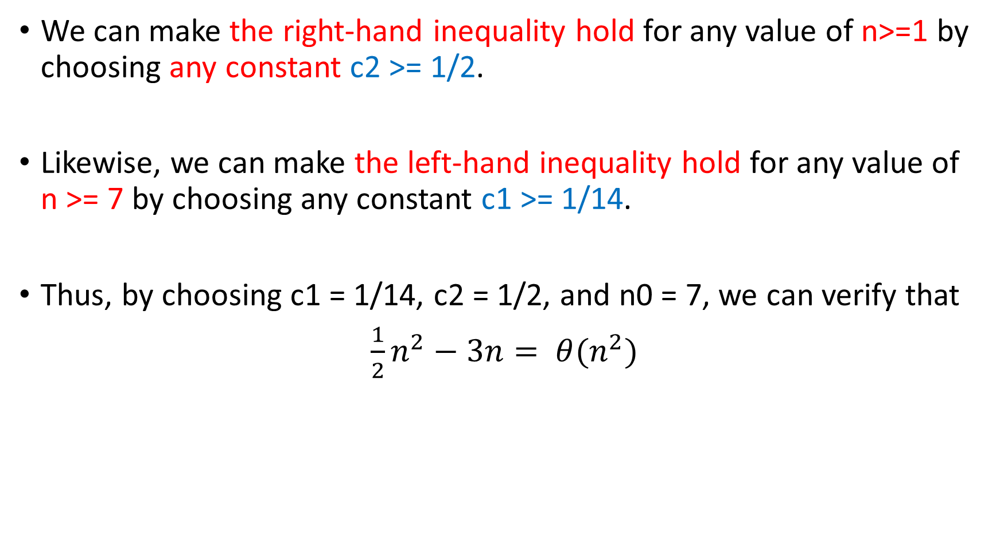 • We can make the right-hand inequality hold for any value of n>=1 by
choosing any constant c2 >= 1/2.
• Likewise, we can make the left-hand inequality hold for any value of
n >= 7 by choosing any constant c1 >= 1/14.
• Thus, by choosing c1 = 1/14, c2 = 1/2, and n0 = 7, we can verify that
$\frac{1}{2}n^2 - 3n = \theta(n^2)$